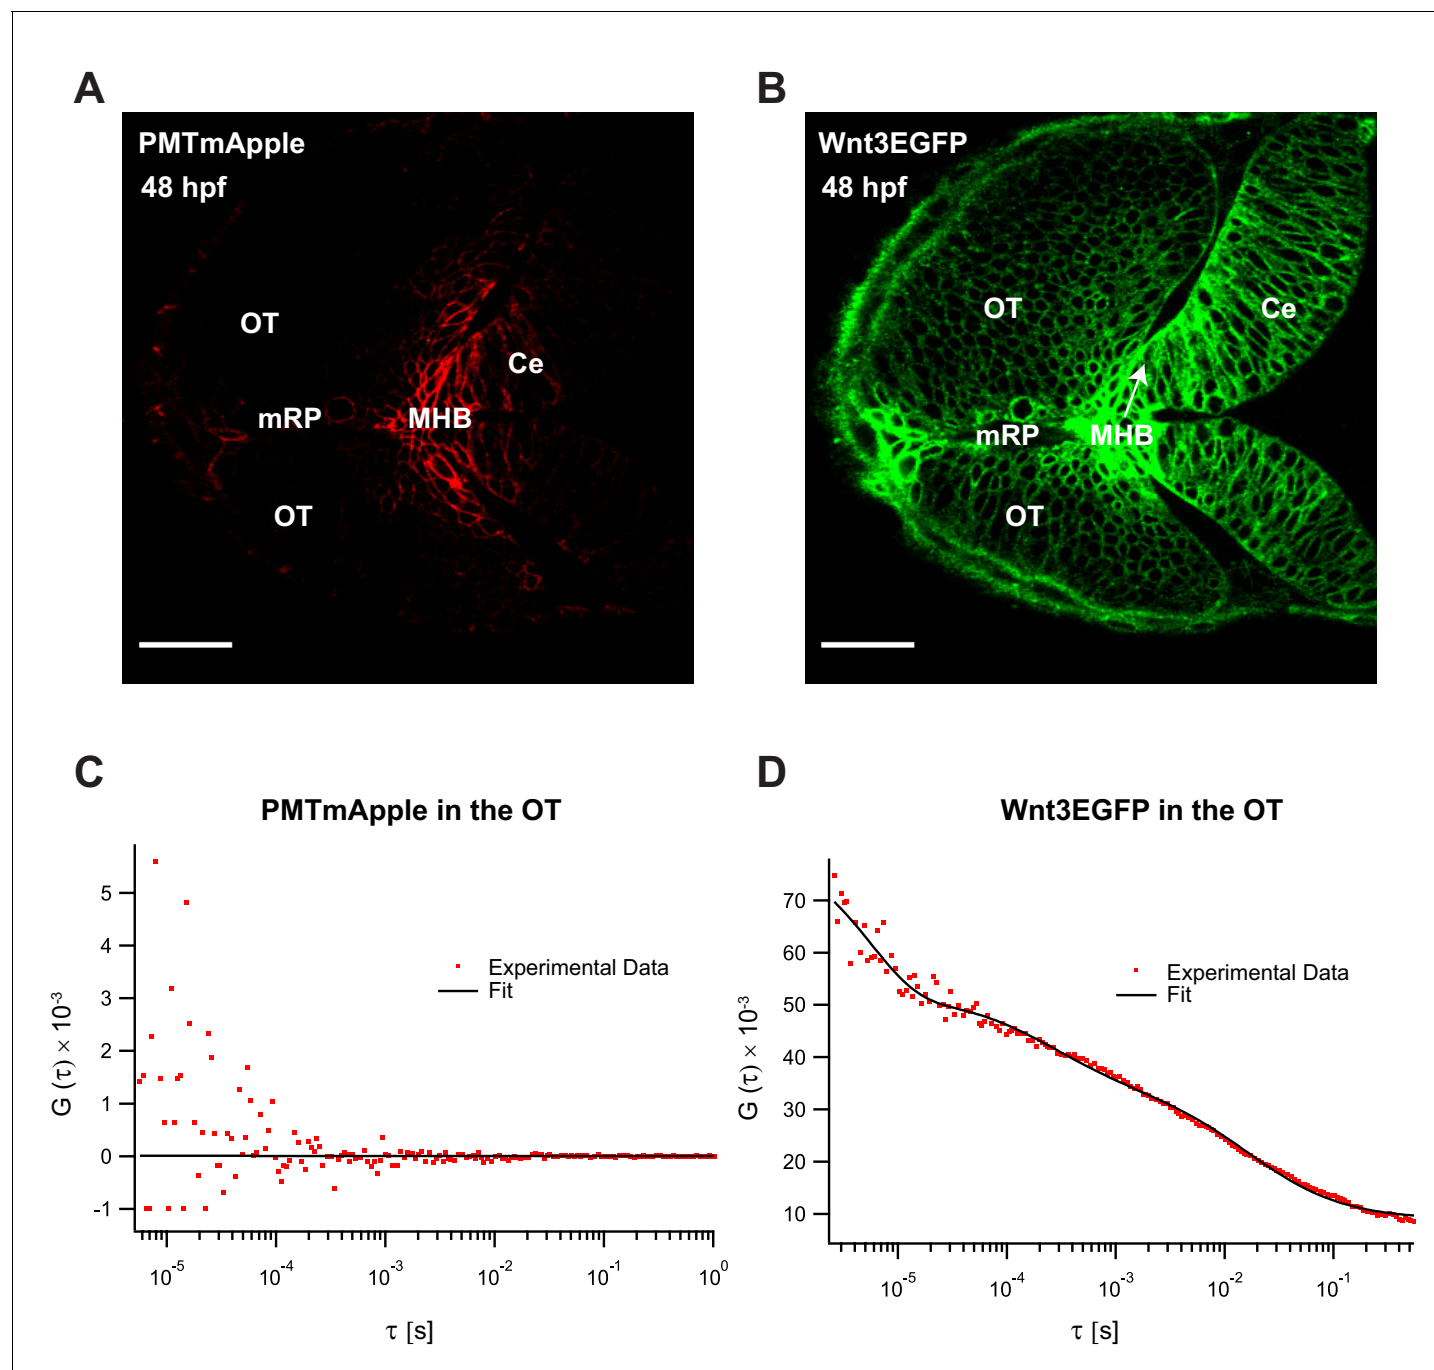 A
PMTmApple
48 hpf
OT
Ce
mRP
MHB
OT
B
Wnt3EGFP
48 hpf
OT
Ce
mRP
MHB
OT
C
PMTmApple in the OT
G (τ) × 10⁻³
5
4
3
2
1
0
-1
Experimental Data
Fit
10⁻⁵ 10⁻⁴ 10⁻³ 10⁻² 10⁻¹ 10⁰
τ [s]
D
Wnt3EGFP in the OT
G (τ) × 10⁻³
70
60
50
40
30
20
10
Experimental Data
Fit
10⁻⁵ 10⁻⁴ 10⁻³ 10⁻² 10⁻¹
τ [s]